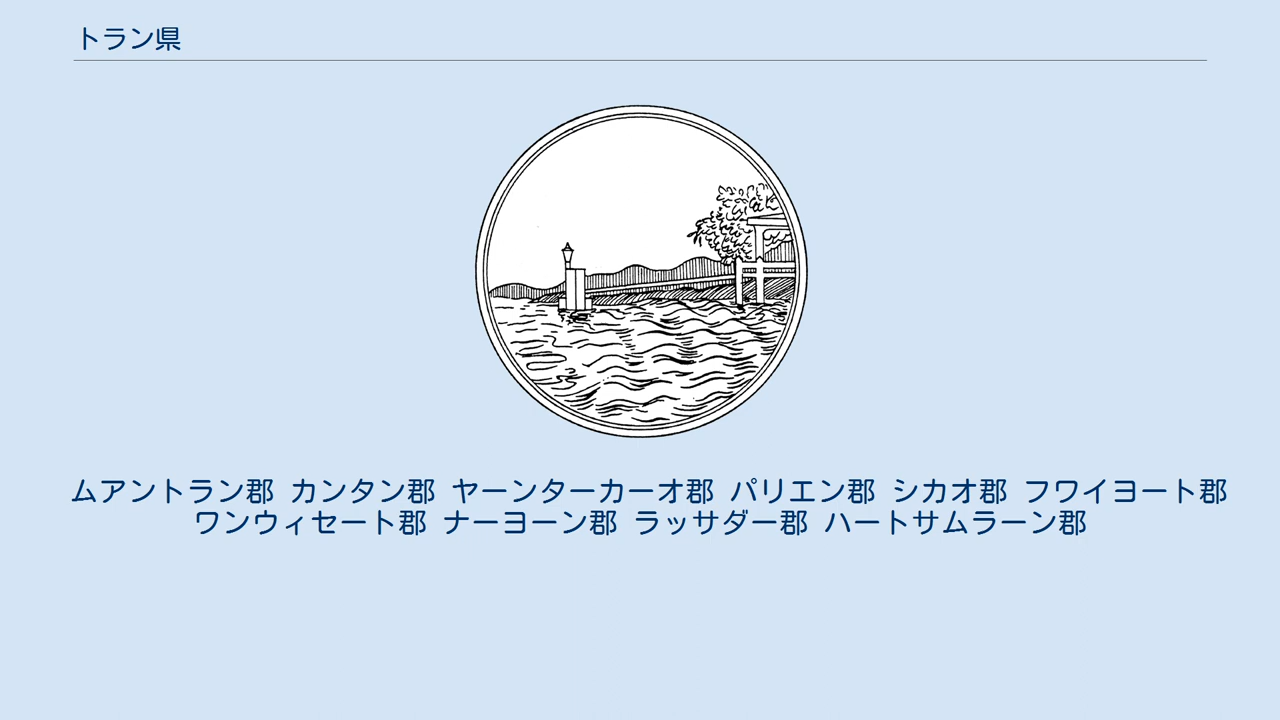 トラン県
ムアントラン郡 カンタン郡 ヤーンターカーオ郡 パリエン郡 シカオ郡 フワイヨート郡
ワンウィセート郡 ナーヨーン郡 ラッサダー郡 ハートサムラーン郡